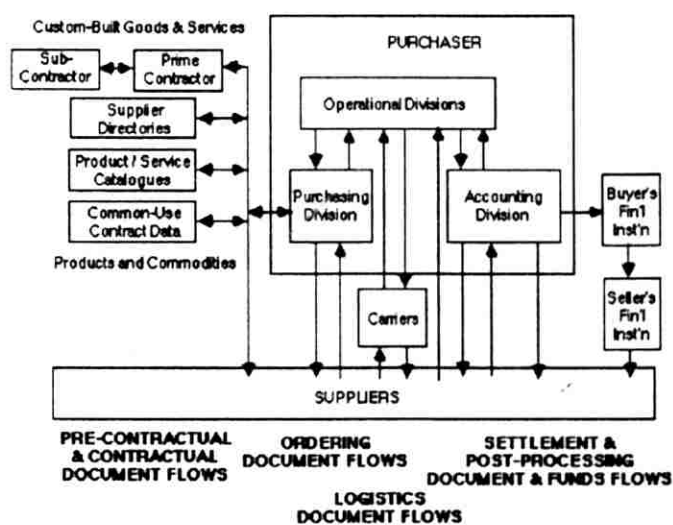 Custom-Built Goods & Services
Sub-
Contractor
Prime
Contractor
Supplier
Directories
Product / Service
Catalogues
Common-Use
Contract Data
Products and Commodities
PURCHASER
Operational Divisions
Purchasing
Division
Accounting
Division
Buyer's
Fin'l
Inst'n
Seller's
Fin'l
Inst'n
Carriers
SUPPLIERS
PRE-CONTRACTUAL
& CONTRACTUAL
DOCUMENT FLOWS
ORDERING
DOCUMENT FLOWS
LOGISTICS
DOCUMENT FLOWS
SETTLEMENT &
POST-PROCESSING
DOCUMENT & FUNDS FLOWS